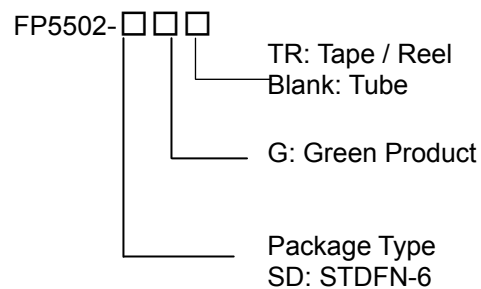 FP5502-□□□
TR: Tape / Reel
Blank: Tube
G: Green Product
Package Type
SD: STDFN-6